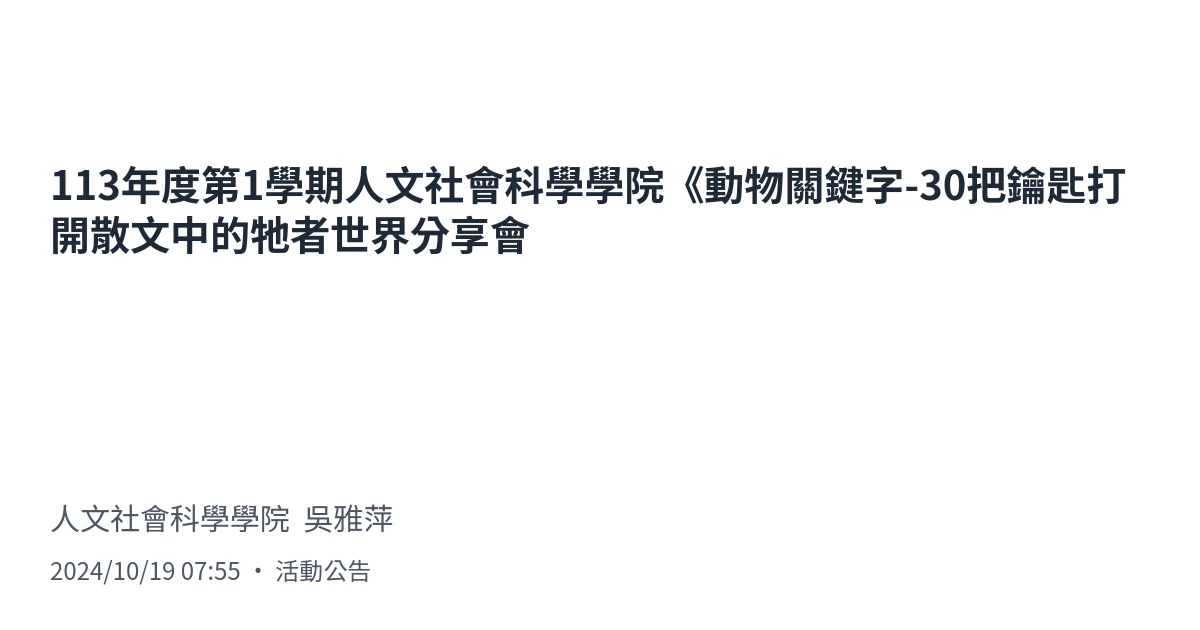 113年度第1學期人文社會科學學院《動物關鍵字-30把鑰匙打
開散文中的牠者世界分享會
人文社會科學學院 吳雅萍
2024/10/19 07:55 • 活動公告